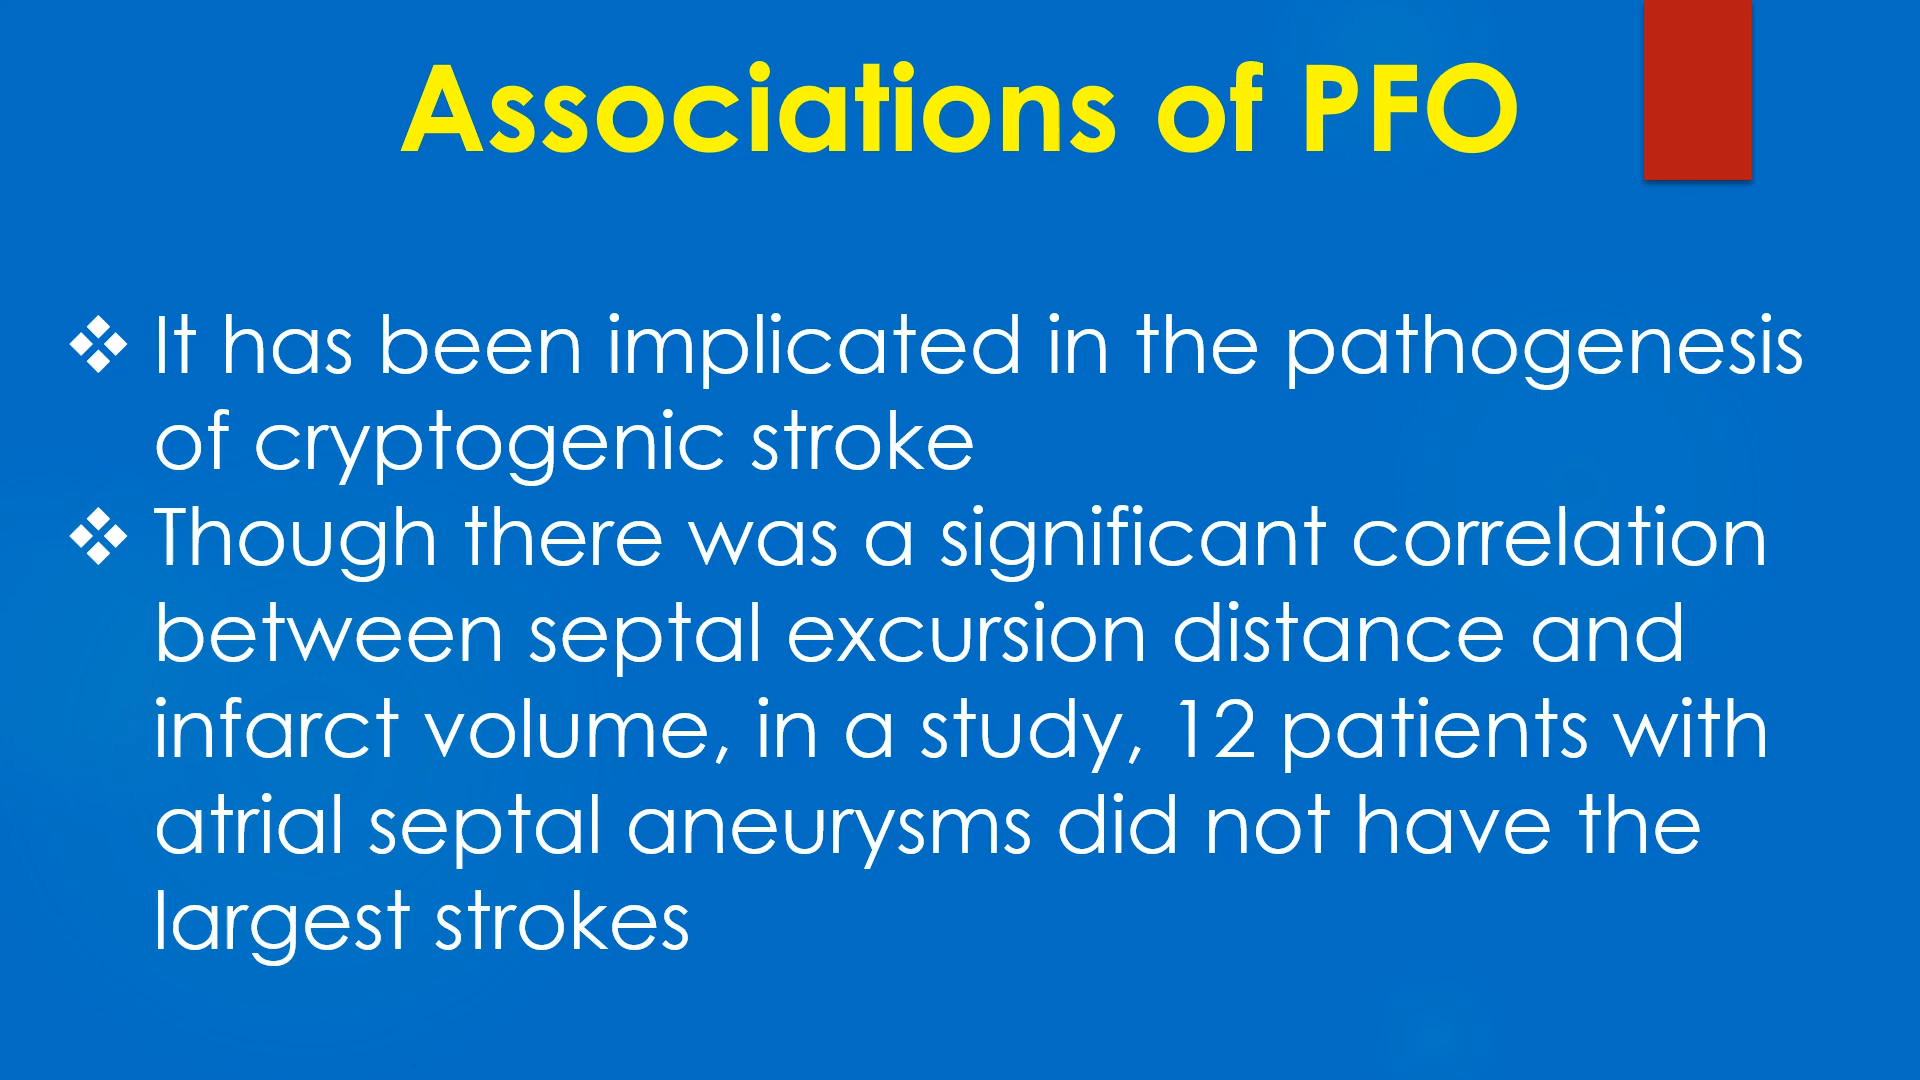 Associations of PFO
❖ It has been implicated in the pathogenesis
of cryptogenic stroke
❖ Though there was a significant correlation
between septal excursion distance and
infarct volume, in a study, 12 patients with
atrial septal aneurysms did not have the
largest strokes